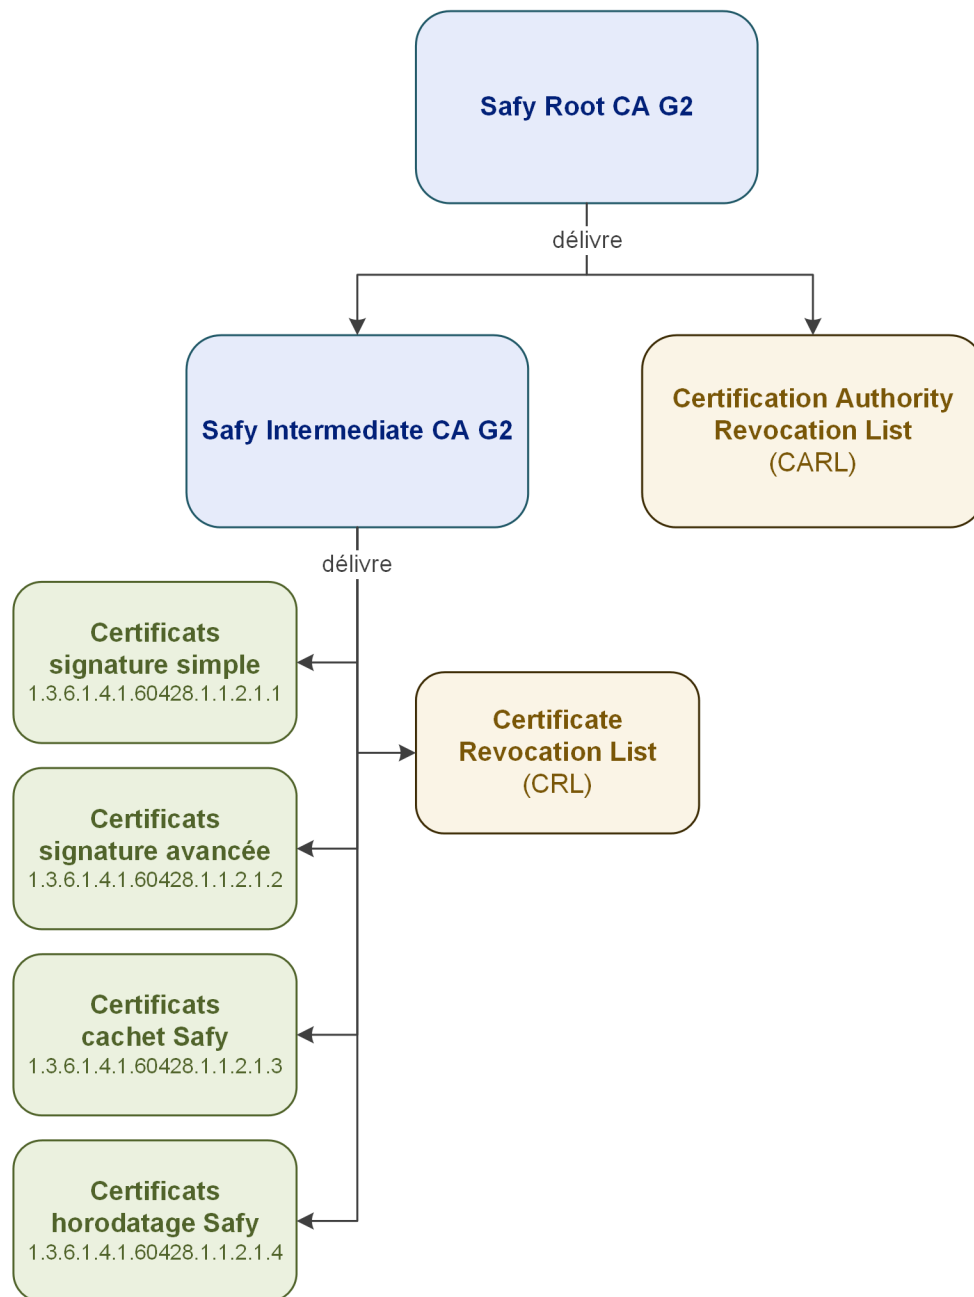 Safy Root CA G2
délivre
Safy Intermediate CA G2
Certification Authority
Revocation List
(CARL)
délivre
Certificats
signature simple
1.3.6.1.4.1.60428.1.1.2.1.1
Certificate
Revocation List
(CRL)
Certificats
signature avancée
1.3.6.1.4.1.60428.1.1.2.1.2
Certificats
cachet Safy
1.3.6.1.4.1.60428.1.1.2.1.3
Certificats
horodatage Safy
1.3.6.1.4.1.60428.1.1.2.1.4